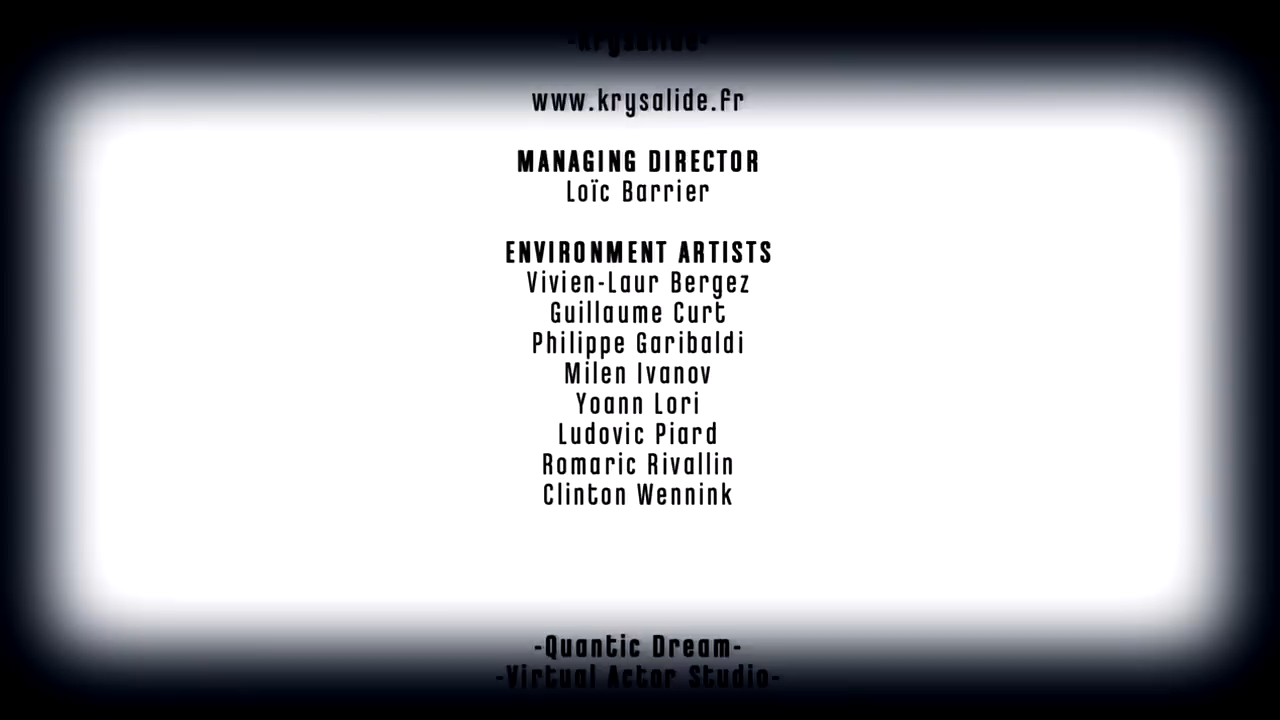 -Krysalide-
www.krysalide.fr
MANAGING DIRECTOR
Loïc Barrier
ENVIRONMENT ARTISTS
Vivien-Laur Bergez
Guillaume Curt
Philippe Garibaldi
Milen Ivanov
Yoann Lori
Ludovic Piard
Romaric Rivallin
Clinton Wennink
-Quantic Dream-
-Virtual Actor Studio-